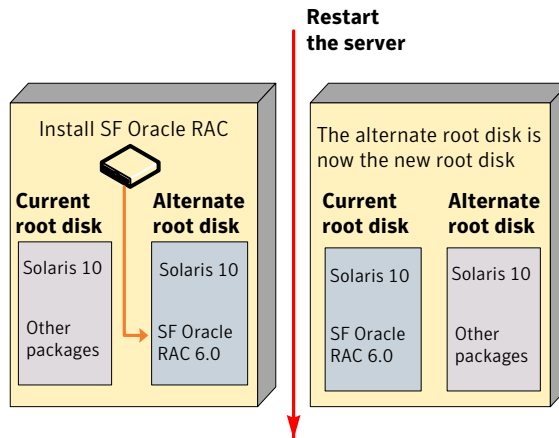 Restart
the server
Install SF Oracle RAC
Current
root disk
Alternate
root disk
Solaris 10
Other
packages
Solaris 10
SF Oracle
RAC 6.0
The alternate root disk is
now the new root disk
Current
root disk
Alternate
root disk
Solaris 10
SF Oracle
RAC 6.0
Solaris 10
Other
packages